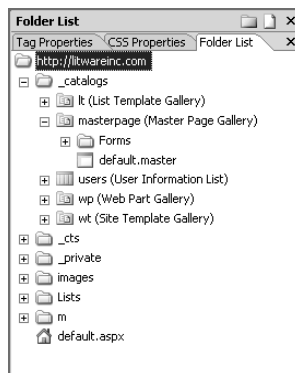 Folder List
Tag Properties CSS Properties Folder List
http://litwareinc.com
_catalogs
lt (List Template Gallery)
masterpage (Master Page Gallery)
Forms
default.master
users (User Information List)
wp (Web Part Gallery)
wt (Site Template Gallery)
_cts
_private
images
Lists
m
default.aspx